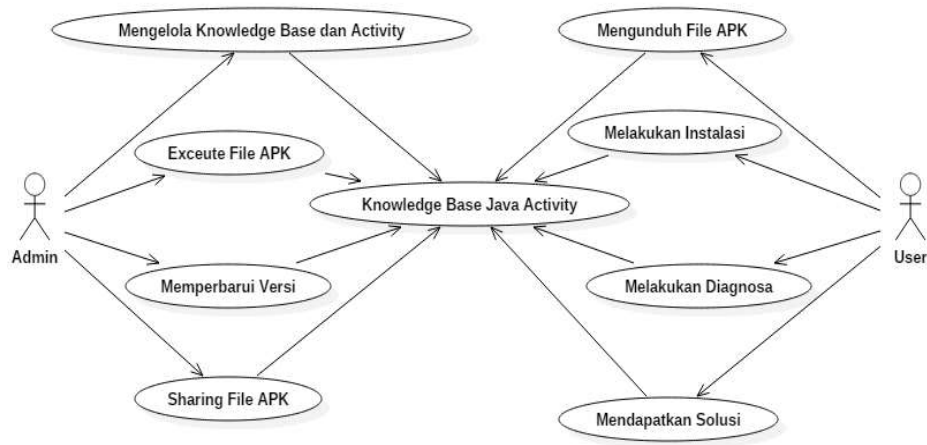 Mengelola Knowledge Base dan Activity
Mengunduh File APK
Melakukan Instalasi
Exceute File APK
Knowledge Base Java Activity
Admin
User
Memperbarui Versi
Melakukan Diagnosa
Sharing File APK
Mendapatkan Solusi